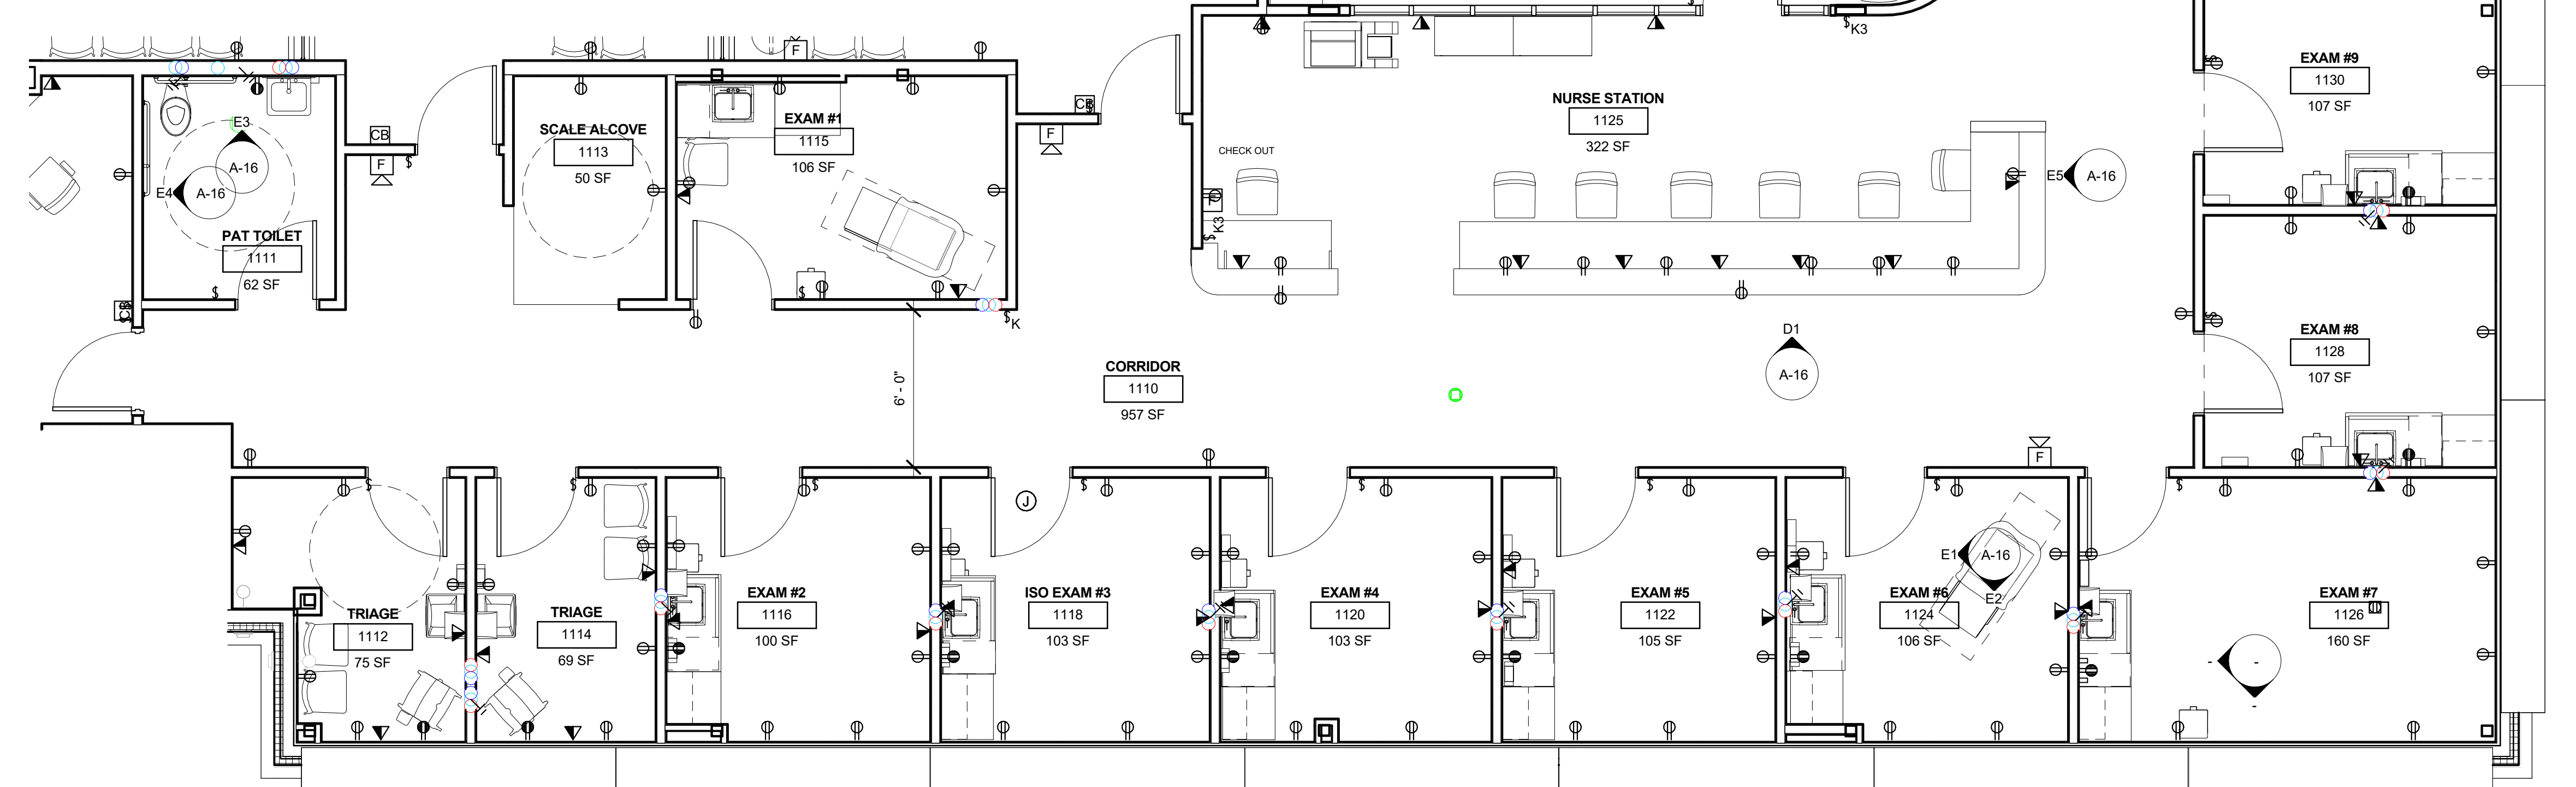 K3
EXAM #9
1130
107 SF
F
NURSE STATION
1125
322 SF
CB
F
CB
F
$
SCALE ALCOVE
1113
50 SF
EXAM #1
1115
106 SF
E3
A-16
E4
A-16
CHECK OUT
E5
A-16
PAT TOILET
1111
62 SF
$
$
$
K3
$
K
EXAM #8
1128
107 SF
D1
A-16
CORRIDOR
1110
957 SF
6' - 0"
F
$
$
$
$
$
$
$
$
J
E1
A-16
E2
TRIAGE
1112
75 SF
TRIAGE
1114
69 SF
EXAM #2
1116
100 SF
ISO EXAM #3
1118
103 SF
EXAM #4
1120
103 SF
EXAM #5
1122
105 SF
EXAM #6
1124
106 SF
EXAM #7
1126
160 SF
-
-
-